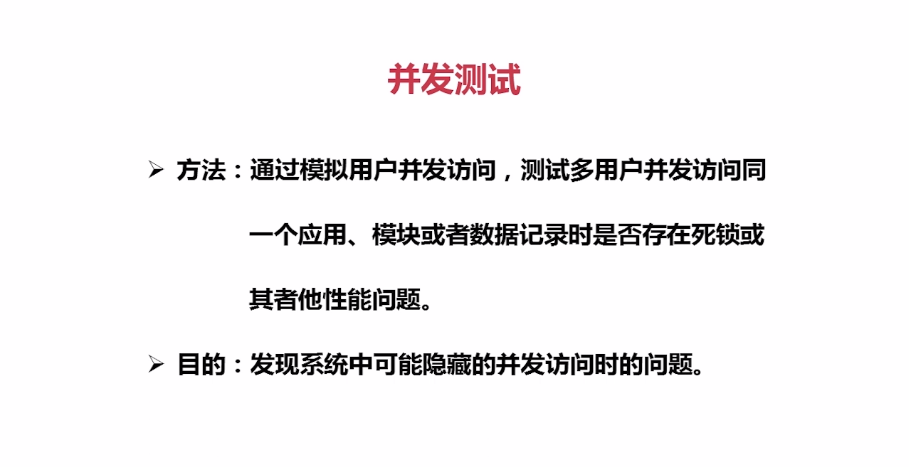 并发测试
➢ 方法：通过模拟用户并发访问，测试多用户并发访问同
一个应用、模块或者数据记录时是否存在死锁或
其者他性能问题。
➢ 目的：发现系统中可能隐藏的并发访问时的问题。